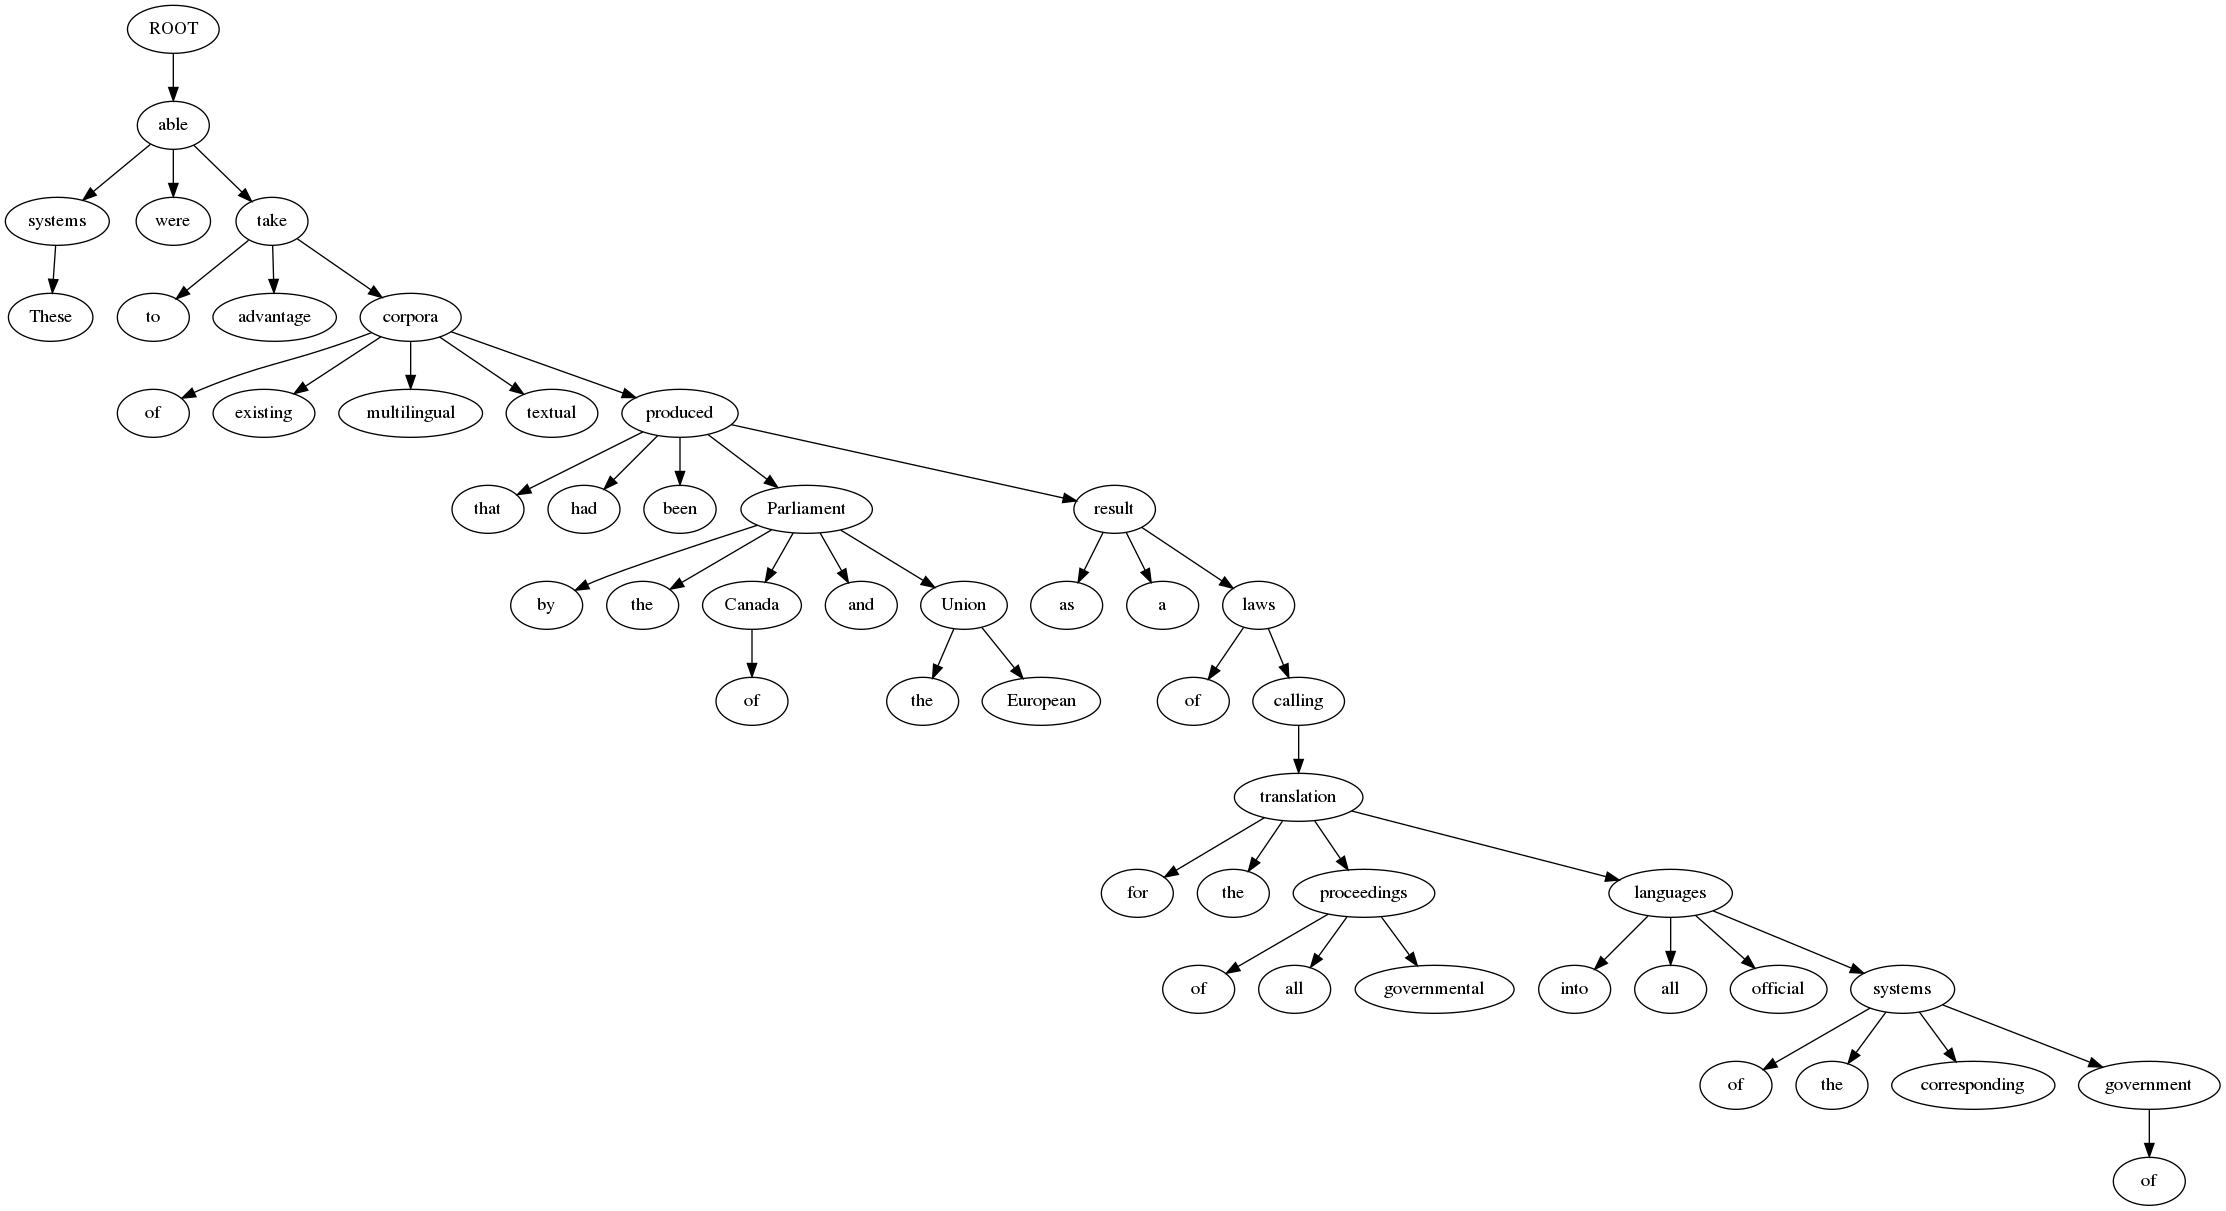 ROOT
able
systems were take
These to advantage corpora
of existing multilingual textual produced
that had been Parliament result
by the Canada and Union as a laws
of the European of calling
translation
for the proceedings languages
of all governmental into all official systems
of the corresponding government
of